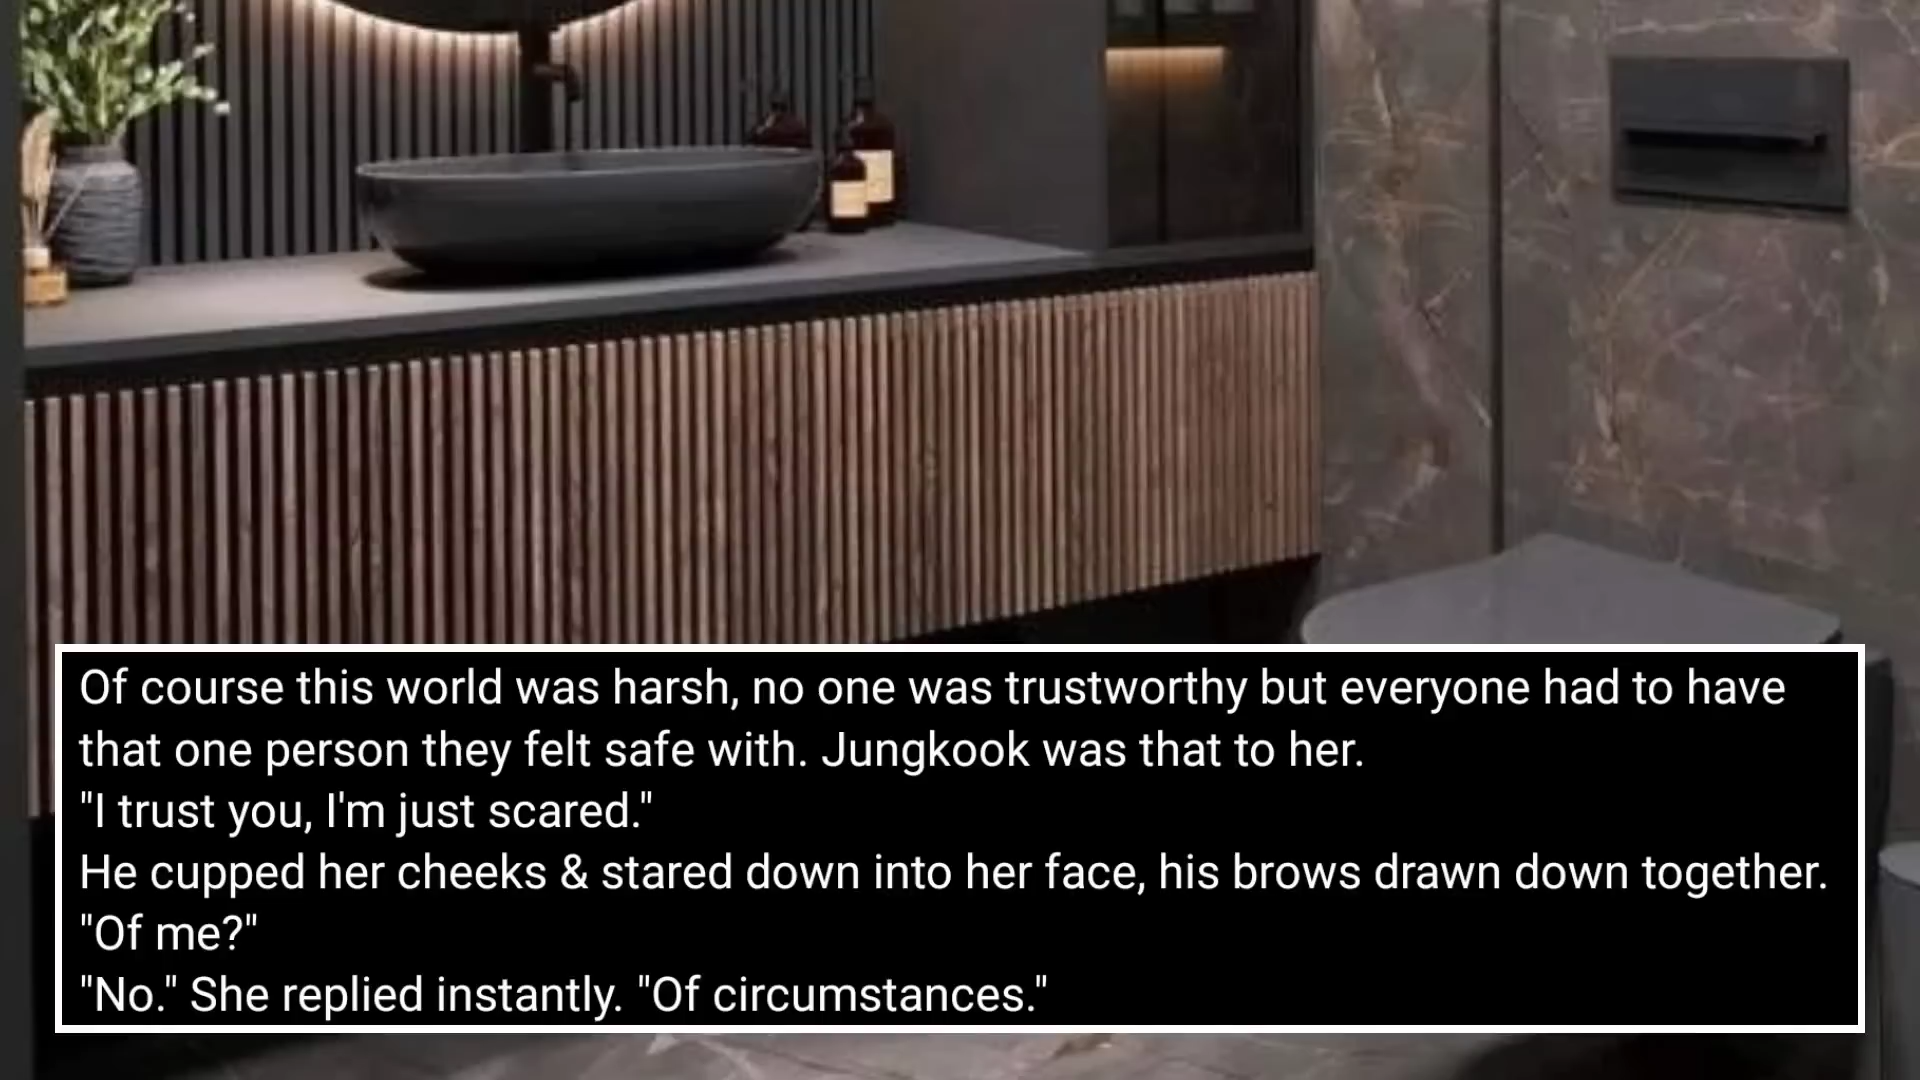 Of course this world was harsh, no one was trustworthy but everyone had to have
that one person they felt safe with. Jungkook was that to her.
"I trust you, I'm just scared."
He cupped her cheeks & stared down into her face, his brows drawn down together.
"Of me?"
"No." She replied instantly. "Of circumstances."